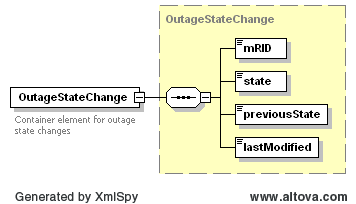 OutageStateChange
mRID
OutageStateChange
state
Container element for outage
state changes
previousState
lastModified
Generated by XmlSpy
www.altova.com